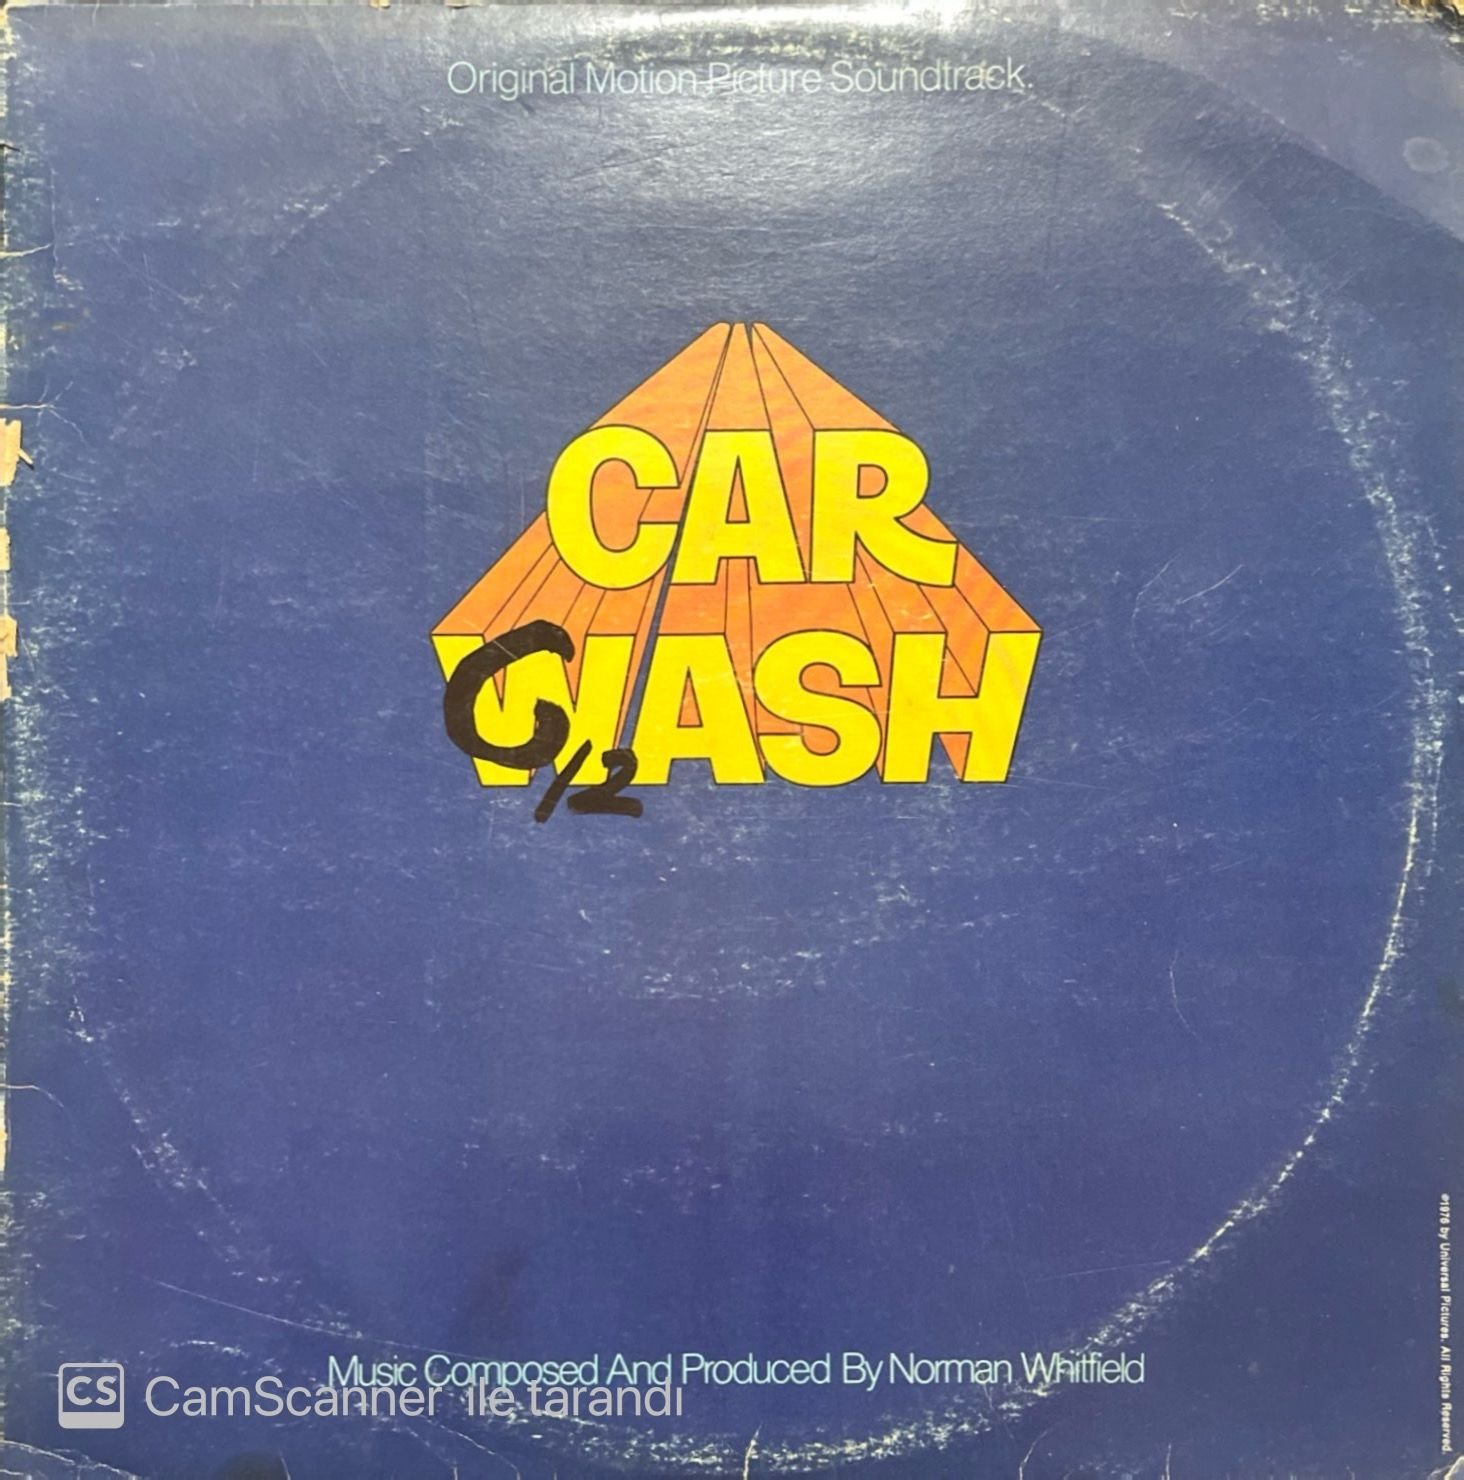 Original Motion Picture Soundtrack.
CAR
WASH
C/12
Music Composed And Produced By Norman Whitfield
CS CamScanner ile tarandı
℗1976 by Universal Pictures. All Rights Reserved.